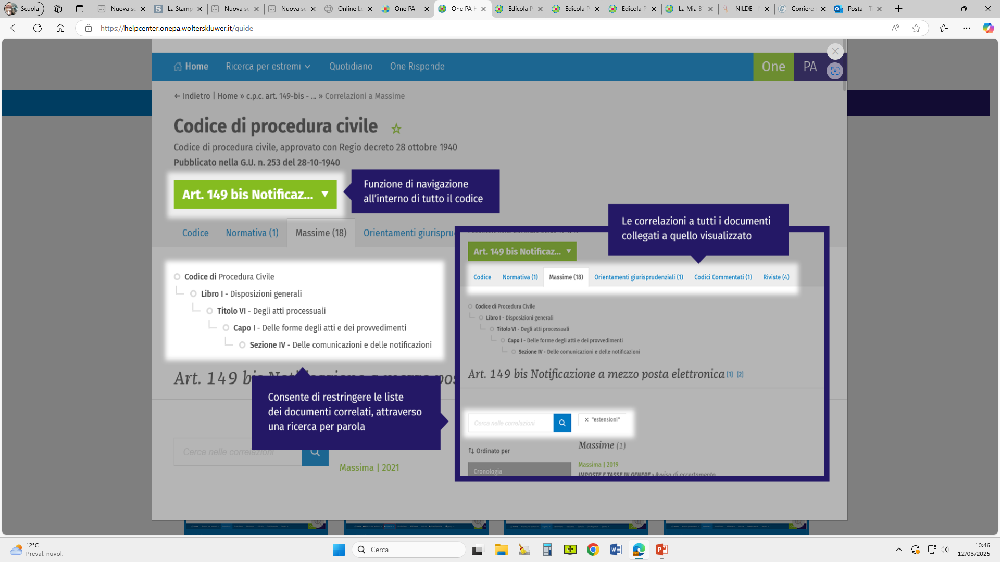 Scuola
Nuova sc
La Stamp
Nuova sc
Nuova sc
Online Lo
One PA
One PA H
Edicola P
Edicola P
Edicola P
La Mia Bi
NILDE -
Corriere
Posta - T
https://helpcenter.onepa.wolterskluwer.it/guide
Home
Ricerca per estremi
Quotidiano
One Risponde
One PA
← Indietro | Home » c.p.c. art. 149-bis - ... » Correlazioni a Massime
Codice di procedura civile
Codice di procedura civile, approvato con Regio decreto 28 ottobre 1940
Pubblicato nella G.U. n. 253 del 28-10-1940
Art. 149 bis Notificaz...
Funzione di navigazione
all'interno di tutto il codice
Codice
Normativa (1)
Massime (18)
Orientamenti giurispru
Codice di Procedura Civile
Libro I - Disposizioni generali
Titolo VI - Degli atti processuali
Capo I - Delle forme degli atti e dei provvedimenti
Sezione IV - Delle comunicazioni e delle notificazioni
Art. 149 b
pos
Consente di restringere le liste
dei documenti correlati, attraverso
una ricerca per parola
Cerca nelle correlazioni
Massima | 2021
Le correlazioni a tutti i documenti
collegati a quello visualizzato
Art. 149 bis Notificaz...
Codice
Normativa (1)
Massime (18)
Orientamenti giurisprudenziali (1)
Codici Commentati (1)
Riviste (4)
Codice di Procedura Civile
Libro I - Disposizioni generali
Titolo VI - Degli atti processuali
Capo I - Delle forme degli atti e dei provvedimenti
Sezione IV - Delle comunicazioni e delle notificazioni
Art. 149 bis Notificazione a mezzo posta elettronica [1] [2]
Cerca nelle correlazioni
× "estensioni"
Ordinato per
Cronologia
Massime (1)
Massima | 2019
IMPOSTE E TASSE IN GENERE › Avviso di accertamento
12°C
Preval. nuvol.
Cerca
10:46
12/03/2025